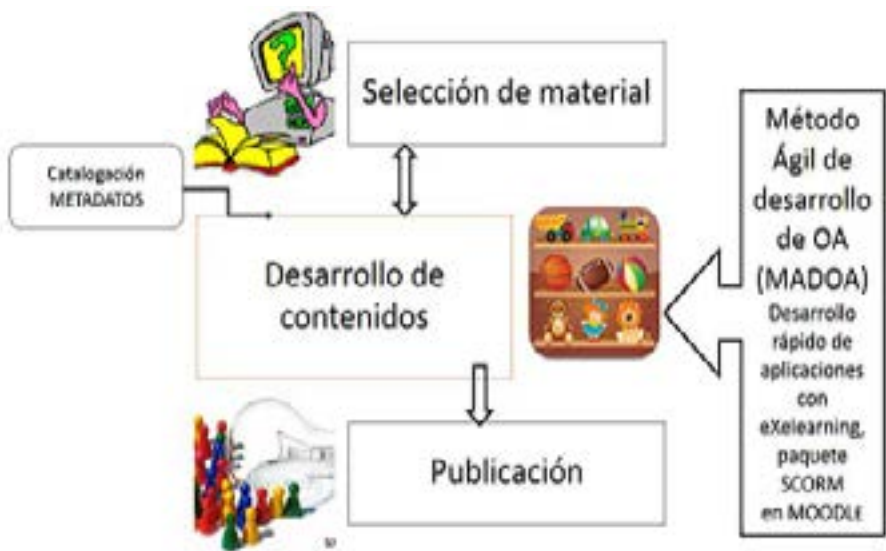 Selección de material
Catalogación
METADATOS
Desarrollo de
contenidos
Publicación
Método
Ágil de
desarrollo
de OA
(MADOA)
Desarrollo
rápido de
aplicaciones
con
eXelearning,
paquete
SCORM
en MOODLE
?